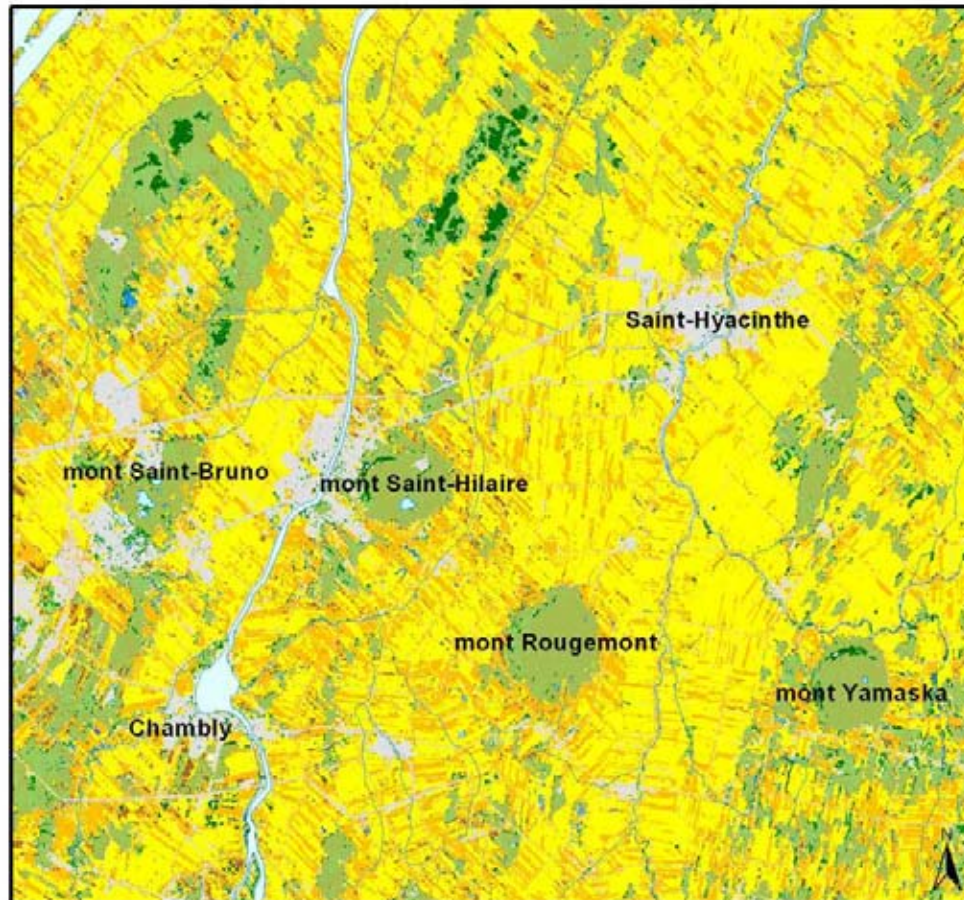 Saint-Hyacinthe
mont Saint-Bruno
mont Saint-Hilaire
mont Rougemont
mont Yamaska
Chambly
N